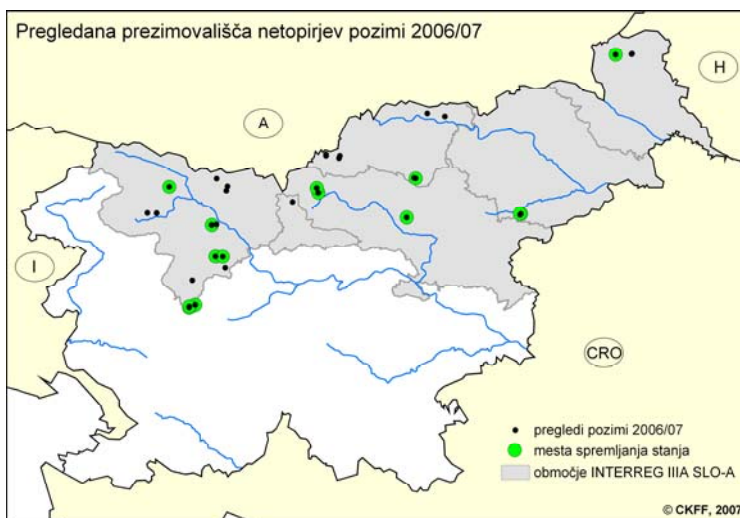 Pregledana prezimovališča netopirjev pozimi 2006/07
H
A
I
CRO
pregledi pozimi 2006/07
mesta spremljanja stanja
območje INTERREG IIIA SLO-A
© CKFF, 2007